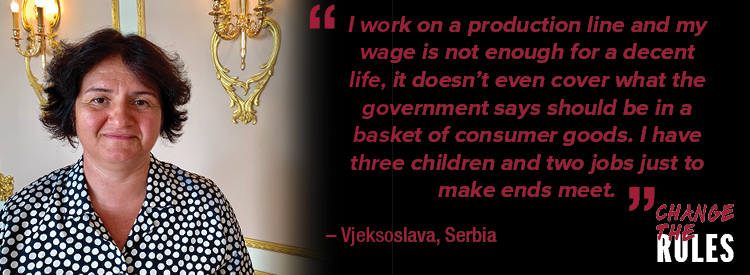 “ I work on a production line and my
wage is not enough for a decent
life, it doesn’t even cover what the
government says should be in a
basket of consumer goods. I have
three children and two jobs just to
make ends meet. ”
– Vjeksoslava, Serbia
CHANGE
THE
RULES